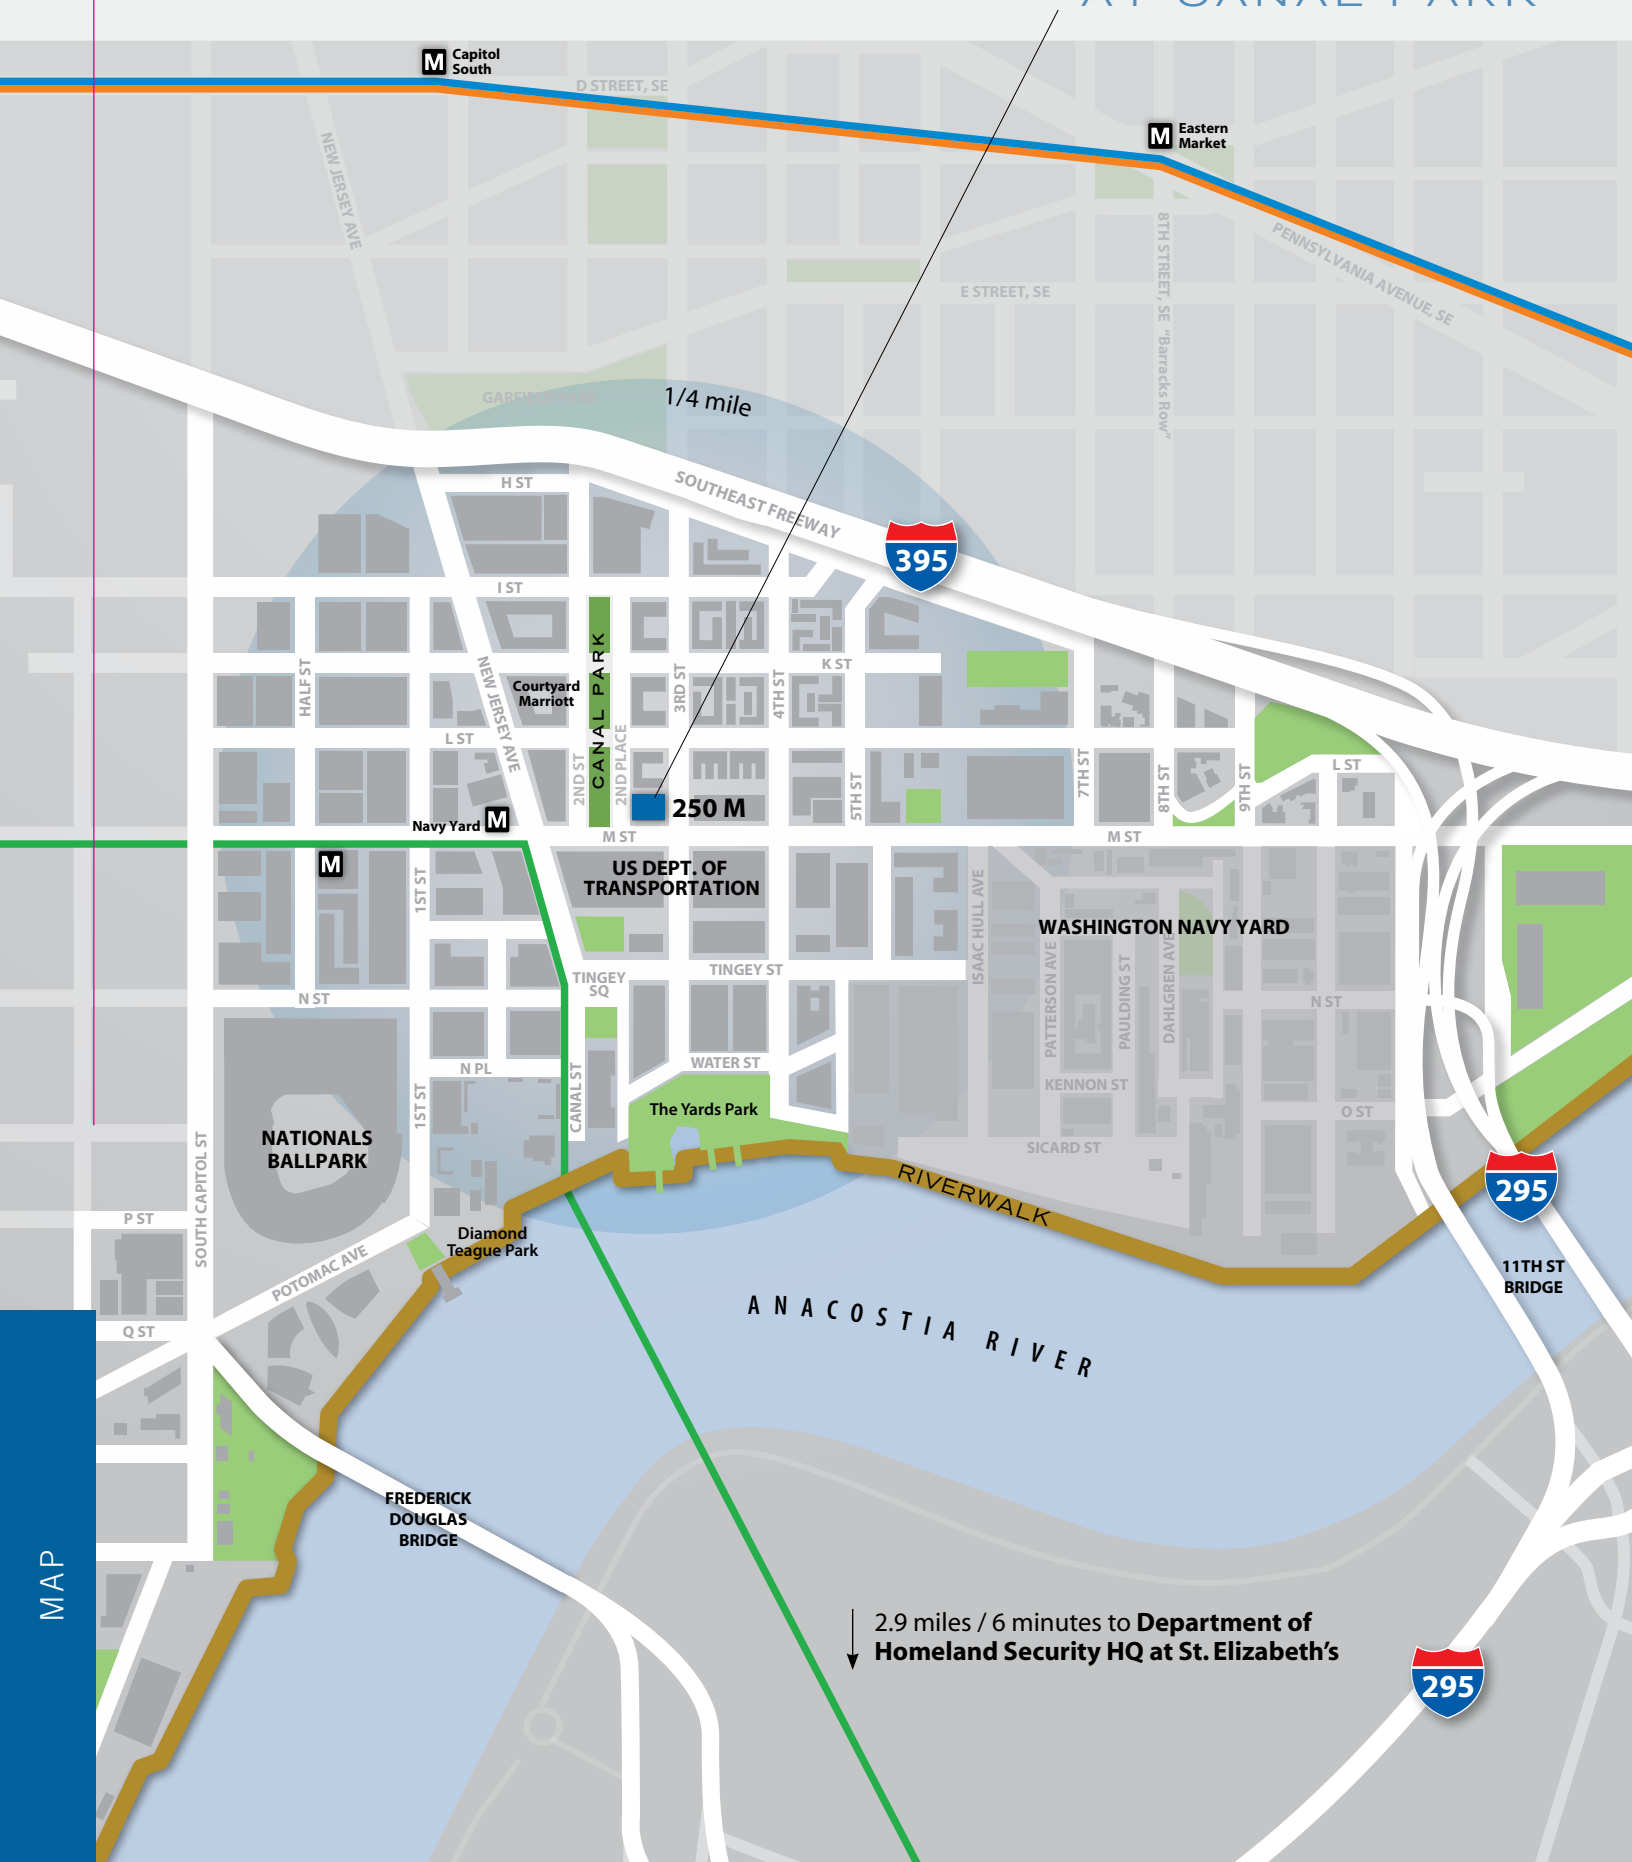 AT CANAL PARK
M Capitol
South
D STREET, SE
M Eastern
Market
NEW JERSEY AVE
8TH STREET, SE "Barracks Row"
PENNSYLVANIA AVENUE, SE
E STREET, SE
1/4 mile
H ST
SOUTHEAST FREEWAY
395
I ST
CANAL PARK
K ST
HALF ST
NEW JERSEY AVE
Courtyard
Marriott
3RD ST
4TH ST
L ST
2ND ST
2ND PLACE
5TH ST
7TH ST
8TH ST
9TH ST
L ST
250 M
Navy Yard M
M ST
M ST
M
1ST ST
US DEPT. OF
TRANSPORTATION
ISAAC HULL AVE
WASHINGTON NAVY YARD
PATTERSON AVE
PAULDING ST
DAHLGREN AVE
TINGEY
SQ
TINGEY ST
N ST
N ST
WATER ST
N PL
1ST ST
CANAL ST
KENNON ST
The Yards Park
O ST
NATIONALS
BALLPARK
SICARD ST
SOUTH CAPITOL ST
RIVERWALK
295
P ST
Diamond
Teague Park
POTOMAC AVE
11TH ST
BRIDGE
ANACOSTIA RIVER
Q ST
FREDERICK
DOUGLAS
BRIDGE
MAP
2.9 miles / 6 minutes to Department of
Homeland Security HQ at St. Elizabeth's
295